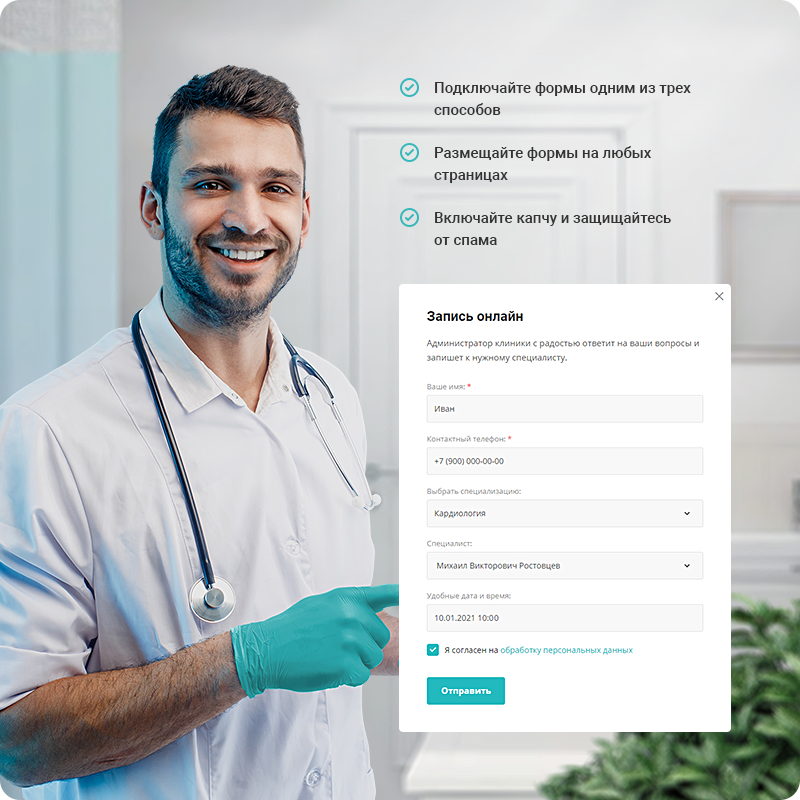 Подключайте формы одним из трех
способов
Размещайте формы на любых
страницах
Включайте капчу и защищайтесь
от спама
Запись онлайн
Администратор клиники с радостью ответит на ваши вопросы и
запишет к нужному специалисту.
Ваше имя: *
Иван
Контактный телефон: *
+7 (900) 000-00-00
Выбрать специализацию:
Кардиология
Специалист:
Михаил Викторович Ростовцев
Удобные дата и время:
10.01.2021 10:00
Я согласен на обработку персональных данных
Отправить